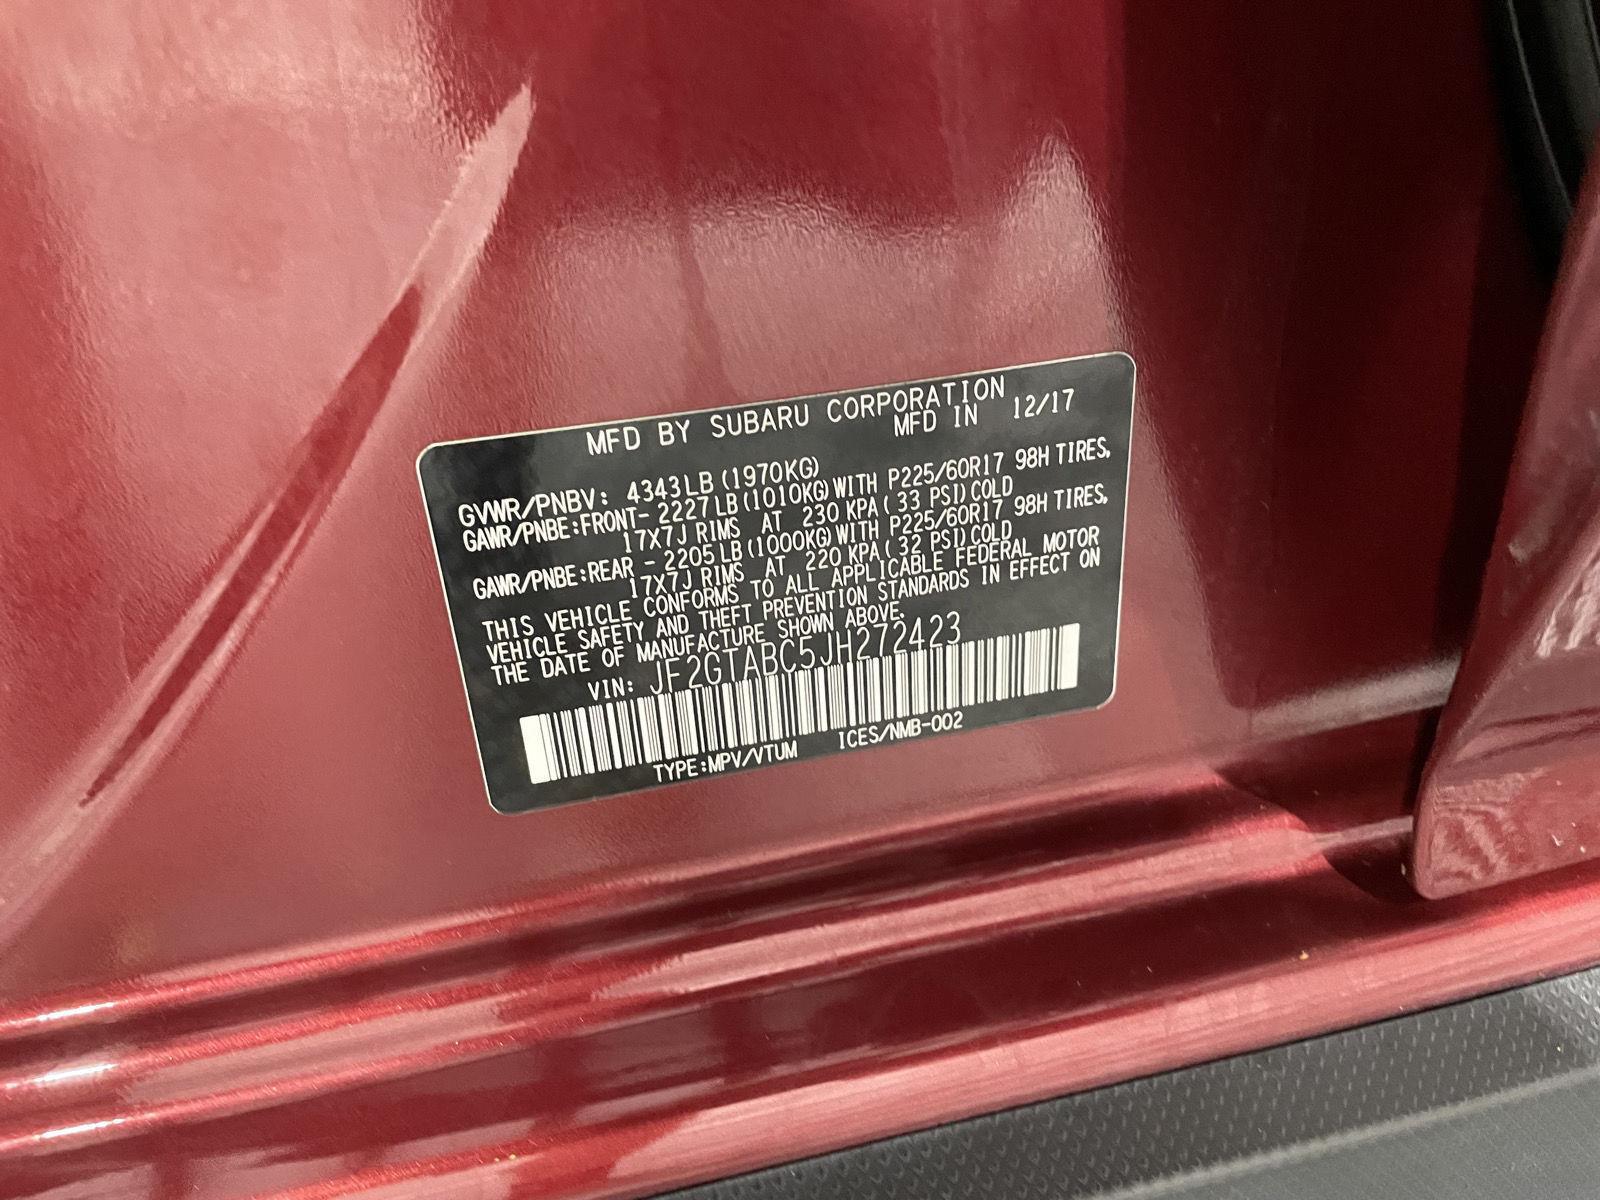 MFD BY SUBARU CORPORATION
MFD IN 12/17
GVWR/PNBV: 4343LB (1970KG)
GAWR/PNBE:FRONT- 2227LB(1010KG)WITH P225/60R17 98H TIRES,
17X7J RIMS AT 230 KPA( 33 PSI)COLD
GAWR/PNBE:REAR - 2205LB(1000KG)WITH P225/60R17 98H TIRES,
17X7J RIMS AT 220 KPA( 32 PSI)COLD
THIS VEHICLE CONFORMS TO ALL APPLICABLE FEDERAL MOTOR
VEHICLE SAFETY AND THEFT PREVENTION STANDARDS IN EFFECT ON
THE DATE OF MANUFACTURE SHOWN ABOVE.
VIN: JF2GTABC5JH272423
TYPE:MPV/VTUM ICES/NMB-002